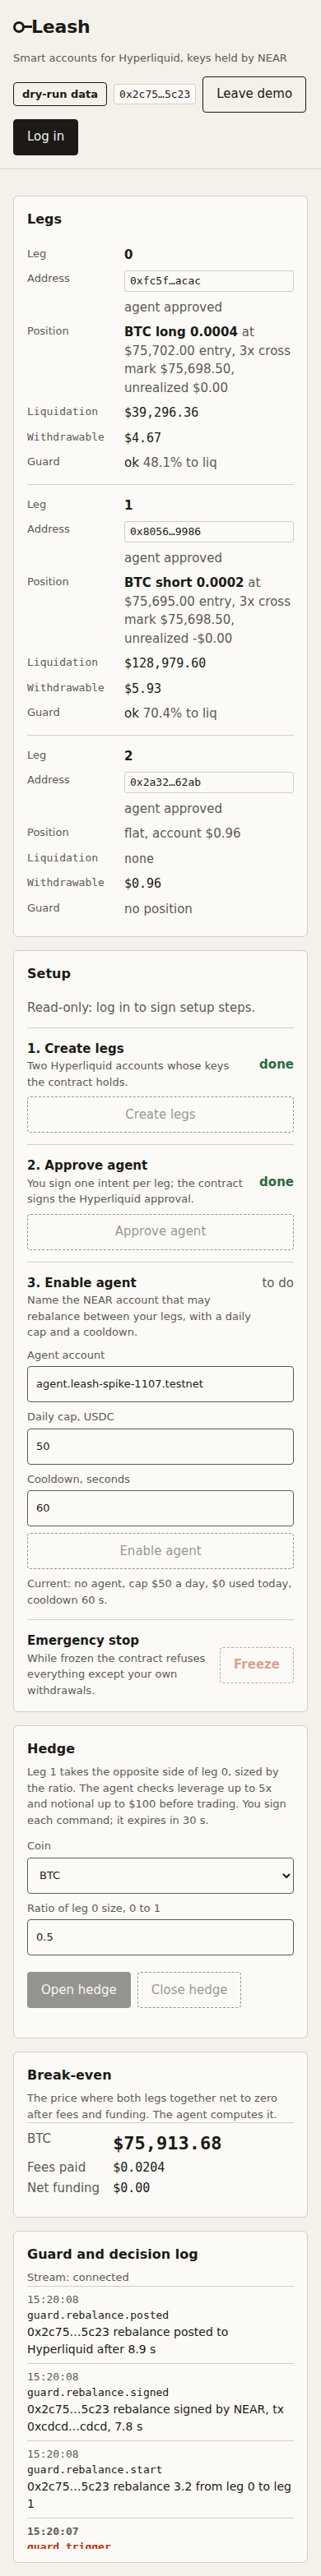 Leash
Smart accounts for Hyperliquid, keys held by NEAR
dry-run data 0x2c75…5c23 Leave demo
Log in
Legs
Leg 0
Address 0xfc5f…acac
agent approved
Position BTC long 0.0004 at
$75,702.00 entry, 3x cross
mark $75,698.50,
unrealized $0.00
Liquidation $39,296.36
Withdrawable $4.67
Guard ok 48.1% to liq
Leg 1
Address 0x8056…9986
agent approved
Position BTC short 0.0002 at
$75,695.00 entry, 3x cross
mark $75,698.50,
unrealized -$0.00
Liquidation $128,979.60
Withdrawable $5.93
Guard ok 70.4% to liq
Leg 2
Address 0x2a32…62ab
agent approved
Position flat, account $0.96
Liquidation none
Withdrawable $0.96
Guard no position
Setup
Read-only: log in to sign setup steps.
1. Create legs
Two Hyperliquid accounts whose keys
the contract holds.
done
Create legs
2. Approve agent
You sign one intent per leg; the contract
signs the Hyperliquid approval.
done
Approve agent
3. Enable agent to do
Name the NEAR account that may
rebalance between your legs, with a daily
cap and a cooldown.
Agent account
agent.leash-spike-1107.testnet
Daily cap, USDC
50
Cooldown, seconds
60
Enable agent
Current: no agent, cap $50 a day, $0 used today,
cooldown 60 s.
Emergency stop
While frozen the contract refuses
everything except your own
withdrawals.
Freeze
Hedge
Leg 1 takes the opposite side of leg 0, sized by
the ratio. The agent checks leverage up to 5x
and notional up to $100 before trading. You sign
each command; it expires in 30 s.
Coin
BTC
Ratio of leg 0 size, 0 to 1
0.5
Open hedge Close hedge
Break-even
The price where both legs together net to zero
after fees and funding. The agent computes it.
BTC $75,913.68
Fees paid $0.0204
Net funding $0.00
Guard and decision log
Stream: connected
15:20:08
guard.rebalance.posted
0x2c75…5c23 rebalance posted to
Hyperliquid after 8.9 s
15:20:08
guard.rebalance.signed
0x2c75…5c23 rebalance signed by NEAR, tx
0xcdcd…cdcd, 7.8 s
15:20:08
guard.rebalance.start
0x2c75…5c23 rebalance 3.2 from leg 0 to leg
1
15:20:07
guard.trigger